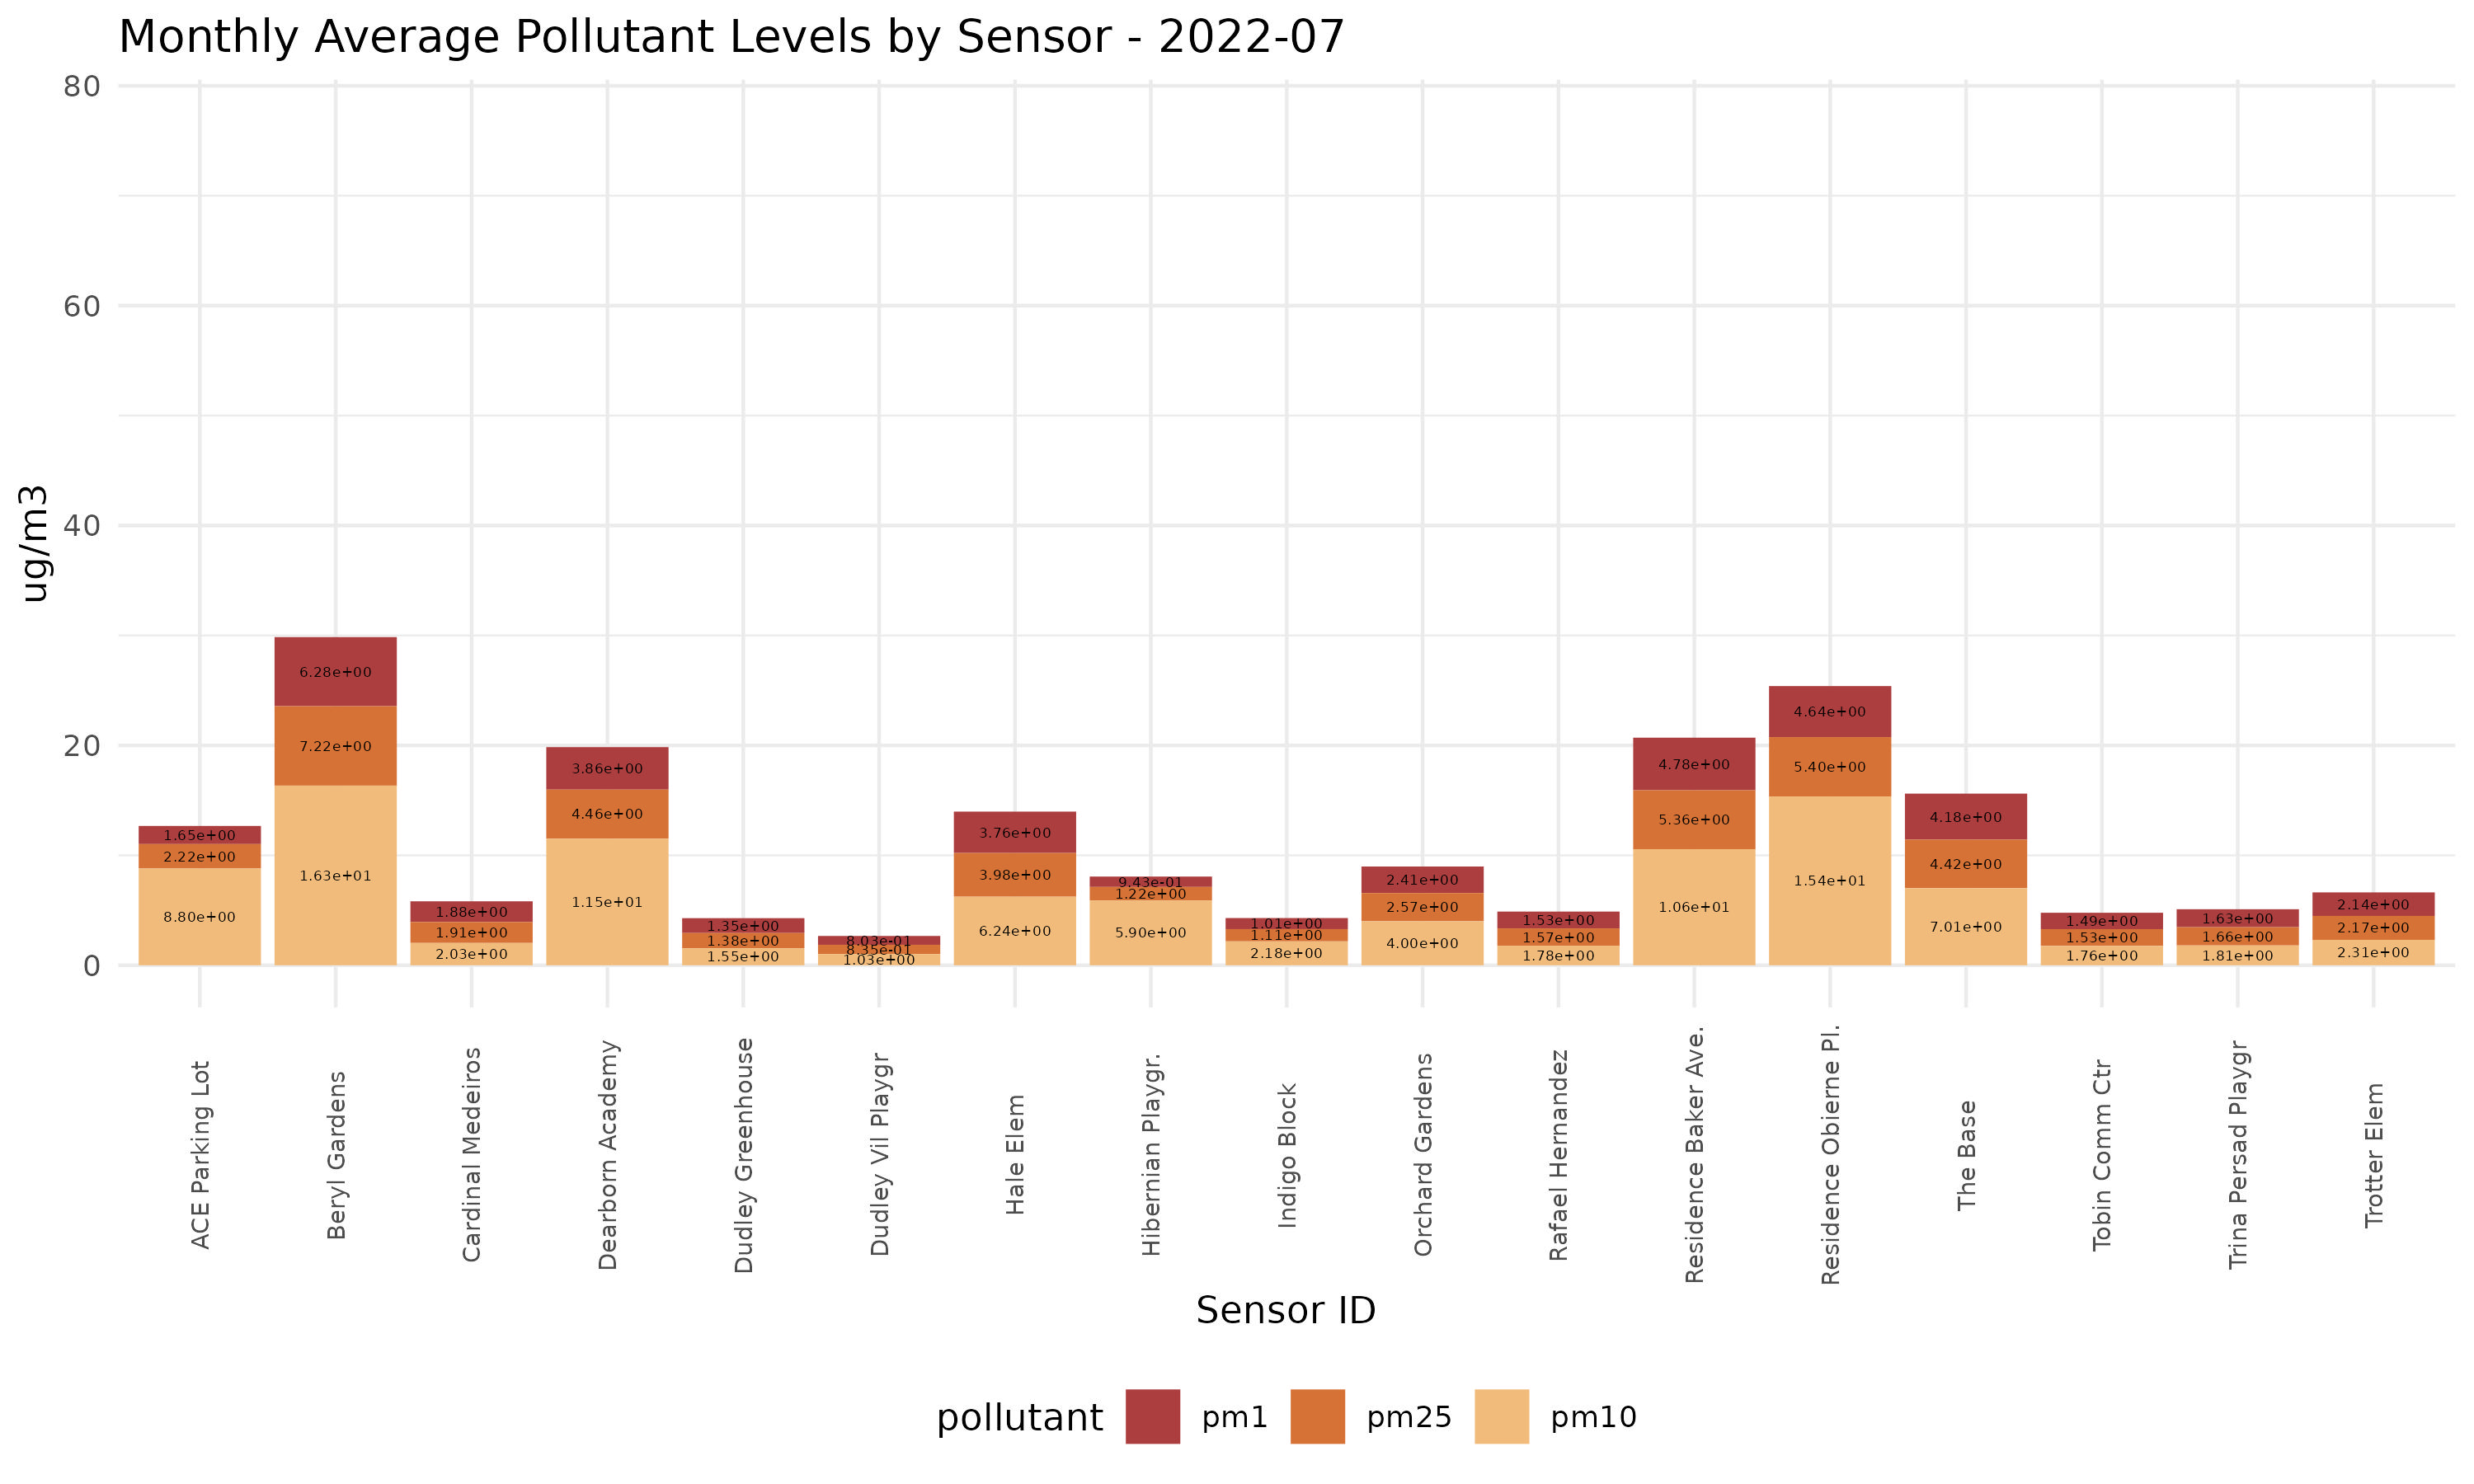 Monthly Average Pollutant Levels by Sensor - 2022-07
80
60
40
20
0
ug/m3
1.65e+00
2.22e+00
8.80e+00
6.28e+00
7.22e+00
1.63e+01
1.88e+00
1.91e+00
2.03e+00
3.86e+00
4.46e+00
1.15e+01
1.35e+00
1.38e+00
1.55e+00
8.03e-01
8.35e-01
1.03e+00
3.76e+00
3.98e+00
6.24e+00
9.43e-01
1.22e+00
5.90e+00
1.01e+00
1.11e+00
2.18e+00
2.41e+00
2.57e+00
4.00e+00
1.53e+00
1.57e+00
1.78e+00
4.78e+00
5.36e+00
1.06e+01
4.64e+00
5.40e+00
1.54e+01
4.18e+00
4.42e+00
7.01e+00
1.49e+00
1.53e+00
1.76e+00
1.63e+00
1.66e+00
1.81e+00
2.14e+00
2.17e+00
2.31e+00
ACE Parking Lot
Beryl Gardens
Cardinal Medeiros
Dearborn Academy
Dudley Greenhouse
Dudley Vil Playgr
Hale Elem
Hibernian Playgr.
Indigo Block
Orchard Gardens
Rafael Hernandez
Residence Baker Ave.
Residence Obierne Pl.
The Base
Tobin Comm Ctr
Trina Persad Playgr
Trotter Elem
Sensor ID
pollutant pm1 pm25 pm10